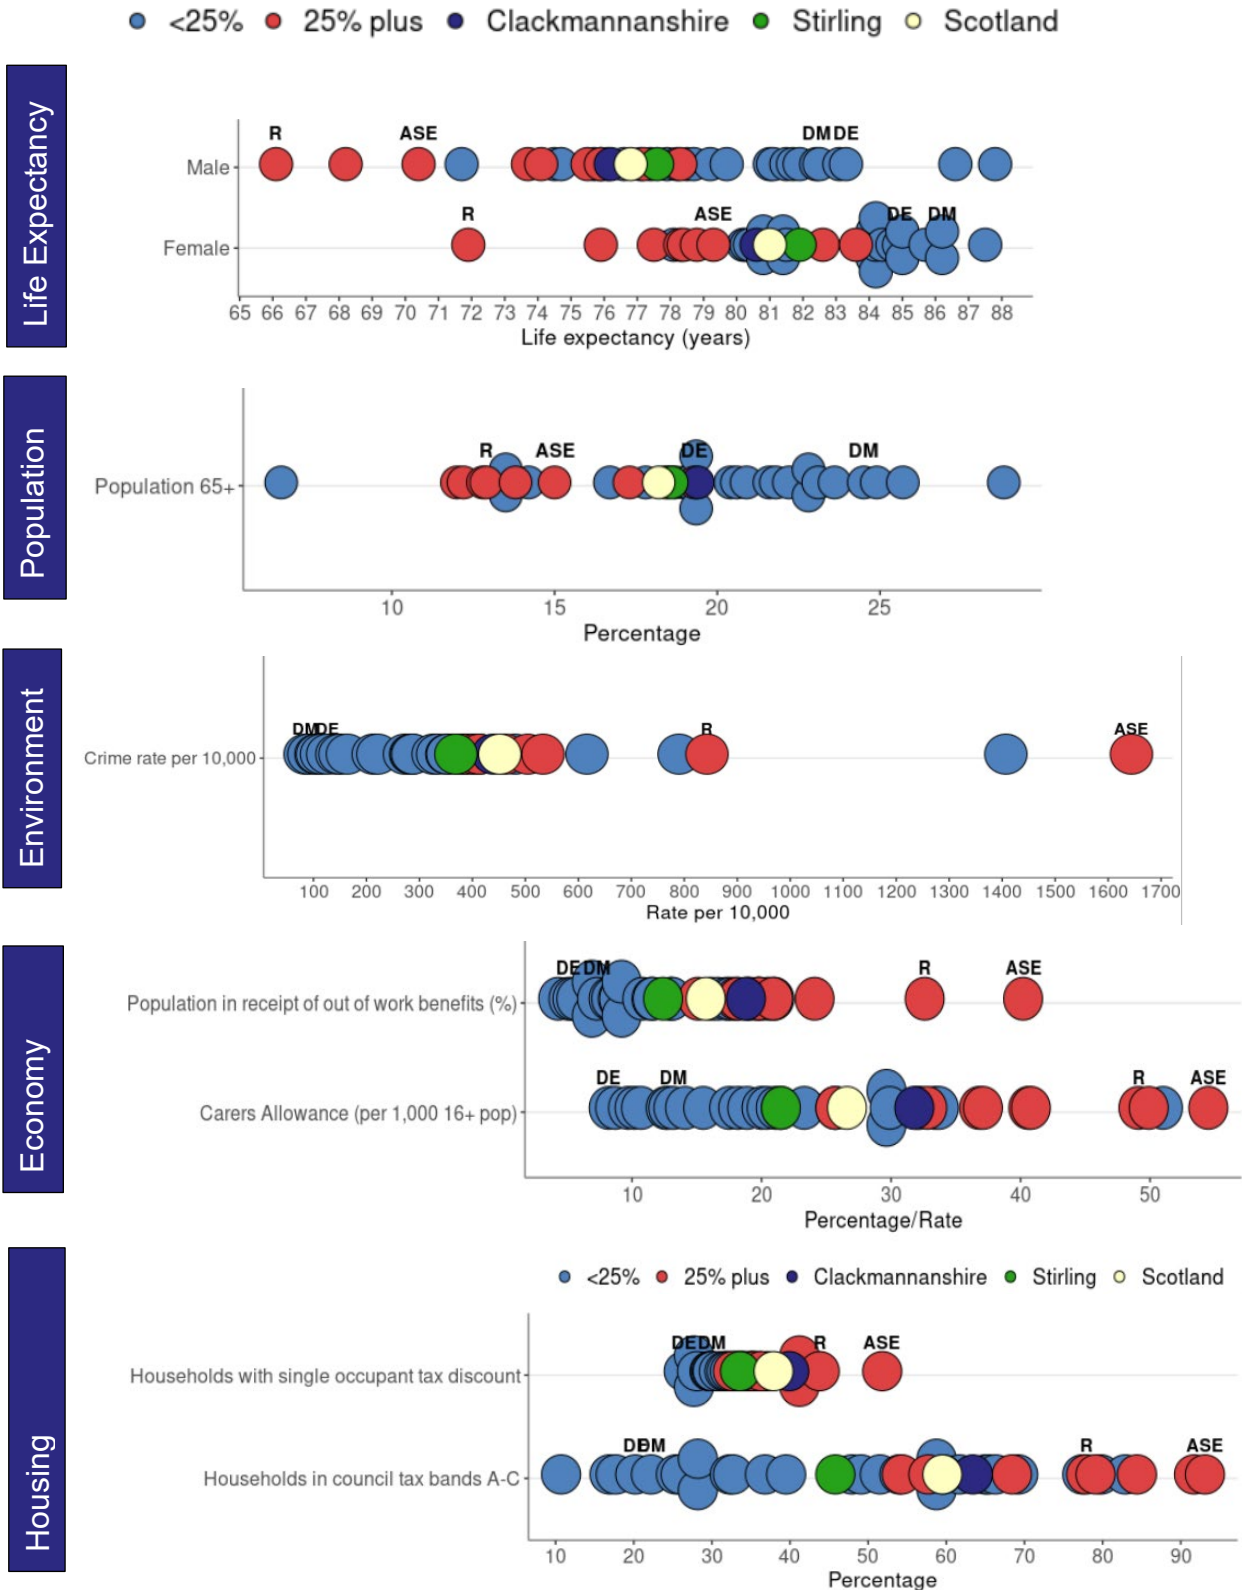 <25% 25% plus Clackmannanshire Stirling Scotland
Life Expectancy
R ASE DM DE
Male
R ASE DE DM
Female
65 66 67 68 69 70 71 72 73 74 75 76 77 78 79 80 81 82 83 84 85 86 87 88
Life expectancy (years)
Population
R ASE DE DM
Population 65+
10 15 20 25
Percentage
Environment
DM DE R ASE
Crime rate per 10,000
100 200 300 400 500 600 700 800 900 1000 1100 1200 1300 1400 1500 1600 1700
Rate per 10,000
Economy
DE DM R ASE
Population in receipt of out of work benefits (%)
DE DM R ASE
Carers Allowance (per 1,000 16+ pop)
10 20 30 40 50
Percentage/Rate
Housing
<25% 25% plus Clackmannanshire Stirling Scotland
DE DM R ASE
Households with single occupant tax discount
DE DM R ASE
Households in council tax bands A-C
10 20 30 40 50 60 70 80 90
Percentage